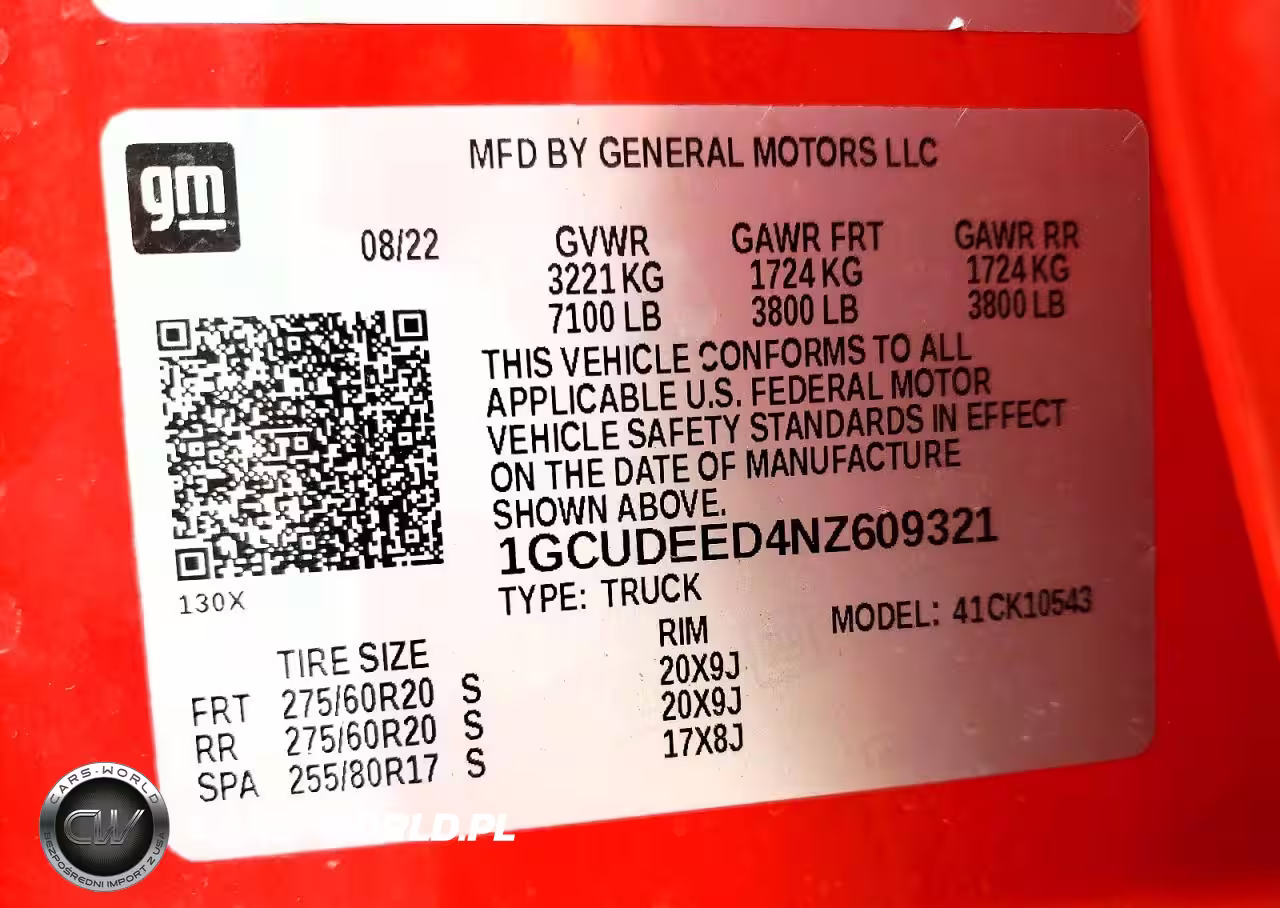 gm
MFD BY GENERAL MOTORS LLC
08/22
GVWR GAWR FRT GAWR RR
3221 KG 1724 KG 1724 KG
7100 LB 3800 LB 3800 LB
THIS VEHICLE CONFORMS TO ALL
APPLICABLE U.S. FEDERAL MOTOR
VEHICLE SAFETY STANDARDS IN EFFECT
ON THE DATE OF MANUFACTURE
SHOWN ABOVE.
1GCUDEED4NZ609321
130X
TYPE: TRUCK
MODEL: 41CK10543
TIRE SIZE RIM
FRT 275/60R20 S 20X9J
RR 275/60R20 S 20X9J
SPA 255/80R17 S 17X8J
CARS-WORLD
CW
BEZPOŚREDNI IMPORT Z USA
CARS-WORLD.PL